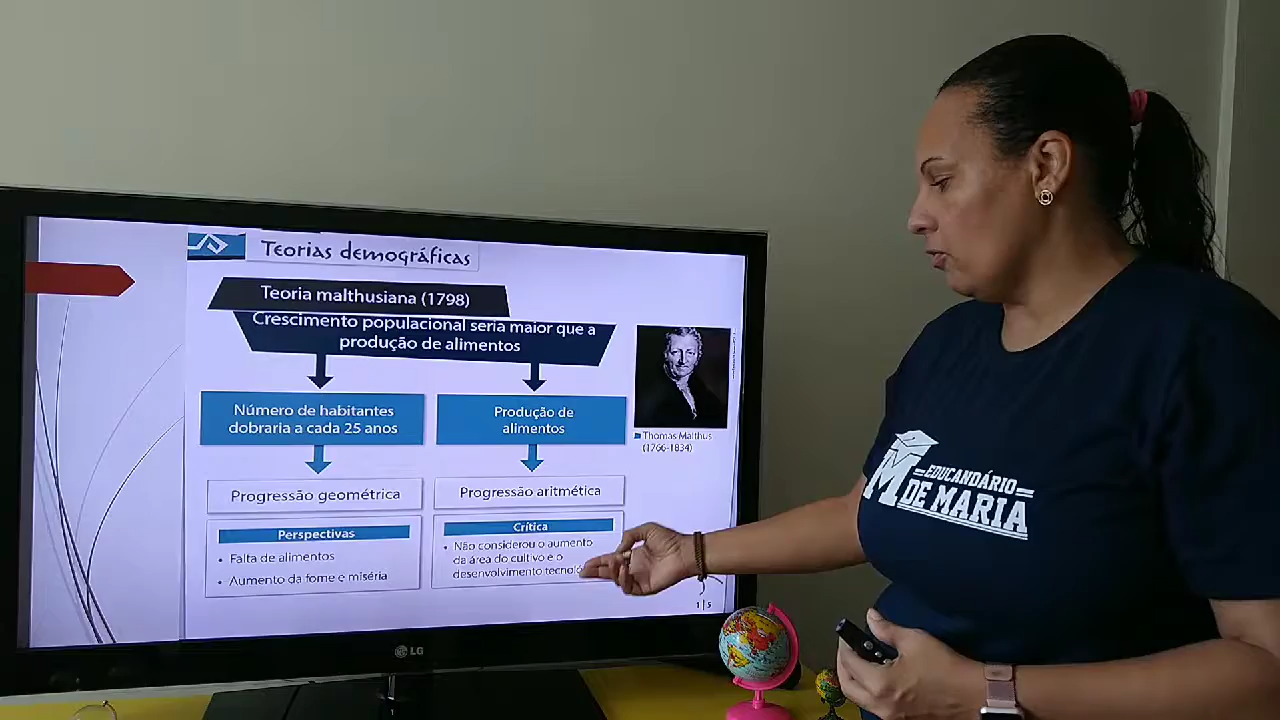 Teorias demográficas
Teoria malthusiana (1798)
Crescimento populacional seria maior que a
produção de alimentos
Número de habitantes
dobraria a cada 25 anos
Produção de
alimentos
Thomas Malthus
(1766-1834)
Progressão geométrica
Progressão aritmética
Perspectivas
• Falta de alimentos
• Aumento da fome e miséria
Crítica
• Não considerou o aumento
da área do cultivo e o
desenvolvimento
1|5
LG
M
EDUCANDÁRIO
DE MARIA